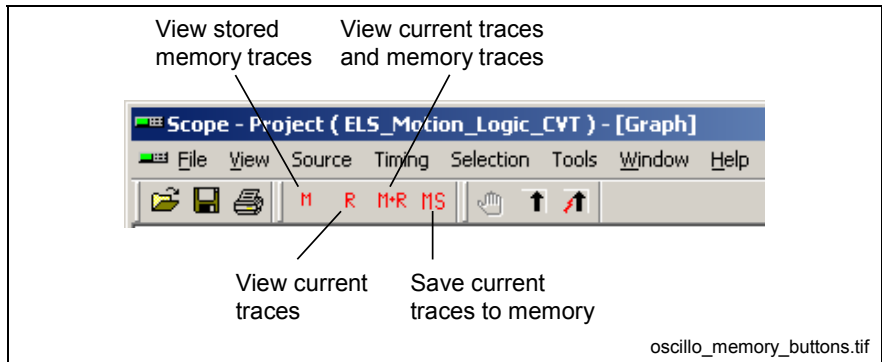 View stored
memory traces
View current traces
and memory traces
Scope - Project ( ELS_Motion_Logic_CVT ) - [Graph]
File View Source Timing Selection Tools Window Help
M R M+R MS
View current
traces
Save current
traces to memory
oscillo_memory_buttons.tif